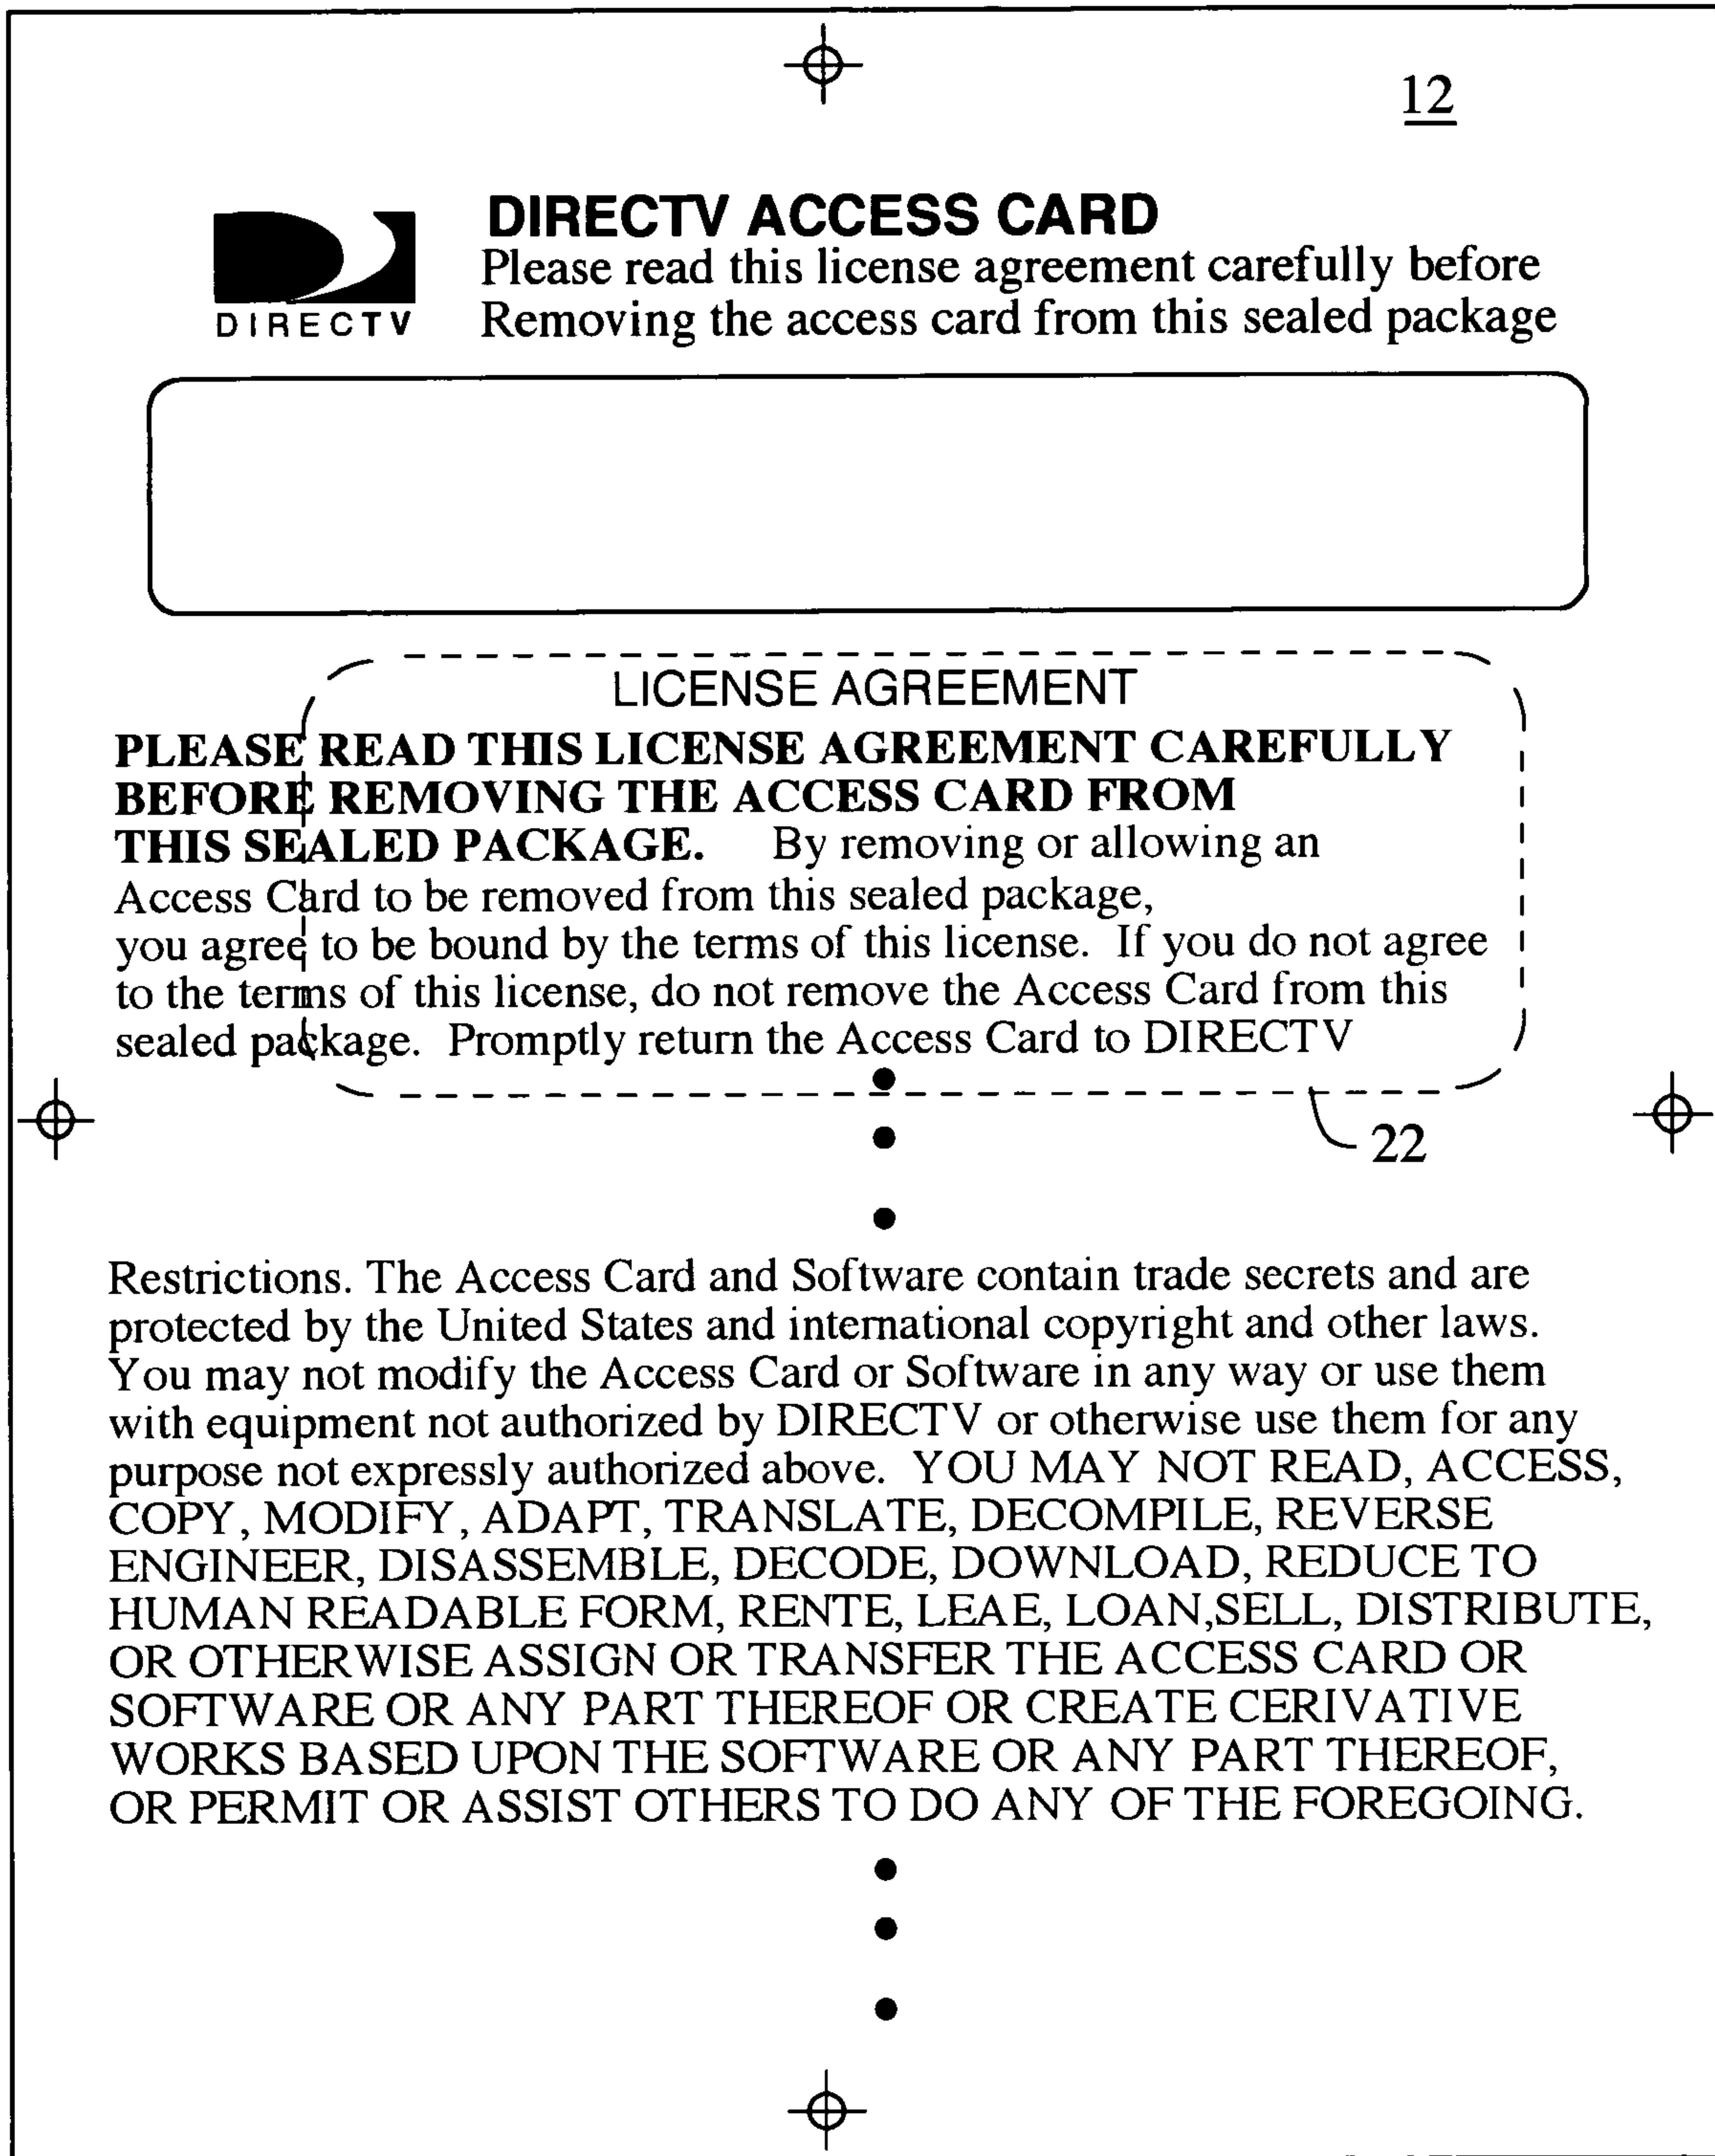 12
DIRECTV ACCESS CARD
Please read this license agreement carefully before
Removing the access card from this sealed package
DIRECTV
LICENSE AGREEMENT
PLEASE READ THIS LICENSE AGREEMENT CAREFULLY
BEFORE REMOVING THE ACCESS CARD FROM
THIS SEALED PACKAGE. By removing or allowing an
Access Card to be removed from this sealed package,
you agree to be bound by the terms of this license. If you do not agree
to the terms of this license, do not remove the Access Card from this
sealed package. Promptly return the Access Card to DIRECTV
22
Restrictions. The Access Card and Software contain trade secrets and are
protected by the United States and international copyright and other laws.
You may not modify the Access Card or Software in any way or use them
with equipment not authorized by DIRECTV or otherwise use them for any
purpose not expressly authorized above. YOU MAY NOT READ, ACCESS,
COPY, MODIFY, ADAPT, TRANSLATE, DECOMPILE, REVERSE
ENGINEER, DISASSEMBLE, DECODE, DOWNLOAD, REDUCE TO
HUMAN READABLE FORM, RENTE, LEAE, LOAN,SELL, DISTRIBUTE,
OR OTHERWISE ASSIGN OR TRANSFER THE ACCESS CARD OR
SOFTWARE OR ANY PART THEREOF OR CREATE CERIVATIVE
WORKS BASED UPON THE SOFTWARE OR ANY PART THEREOF,
OR PERMIT OR ASSIST OTHERS TO DO ANY OF THE FOREGOING.